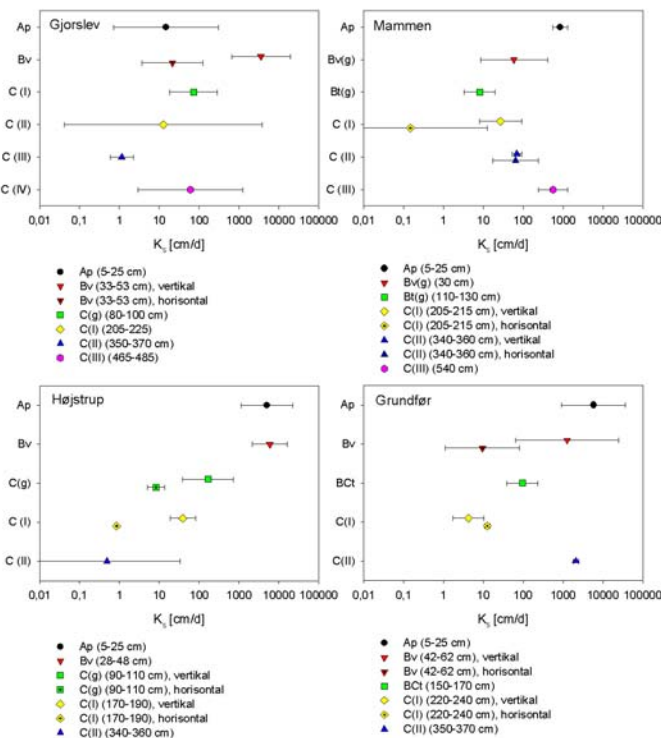 Gjorslev
Ap
Bv
C (I)
C (II)
C (III)
C (IV)
0,01 0,1 1 10 100 1000 10000 100000
Ks [cm/d]
Ap (5-25 cm)
Bv (33-53 cm), vertikal
Bv (33-53 cm), horisontal
C(g) (80-100 cm)
C(I) (205-225)
C(II) (350-370 cm)
C(III) (465-485)
Mammen
Ap
Bv(g)
Bt(g)
C (I)
C (II)
C (III)
0,01 0,1 1 10 100 1000 10000 100000
Ks [cm/d]
Ap (5-25 cm)
Bv(g) (30 cm)
Bt(g) (110-130 cm)
C(I) (205-215 cm), vertikal
C(I) (205-215 cm), horisontal
C(II) (340-360 cm), vertikal
C(II) (340-360 cm), horisontal
C(III) (540 cm)
Højstrup
Ap
Bv
C(g)
C (I)
C (II)
0,01 0,1 1 10 100 1000 10000 100000
Ks [cm/d]
Ap (5-25 cm)
Bv (28-48 cm)
C(g) (90-110 cm), vertikal
C(g) (90-110 cm), horisontal
C(I) (170-190), vertikal
C(I) (170-190), horisontal
C(II) (340-360 cm)
Grundfør
Ap
Bv
BCt
C(I)
C(II)
0,01 0,1 1 10 100 1000 10000 100000
Ks [cm/d]
Ap (5-25 cm)
Bv (42-62 cm), vertikal
Bv (42-62 cm), horisontal
BCt (150-170 cm)
C(I) (220-240 cm), vertikal
C(I) (220-240 cm), horisontal
C(II) (350-370 cm)